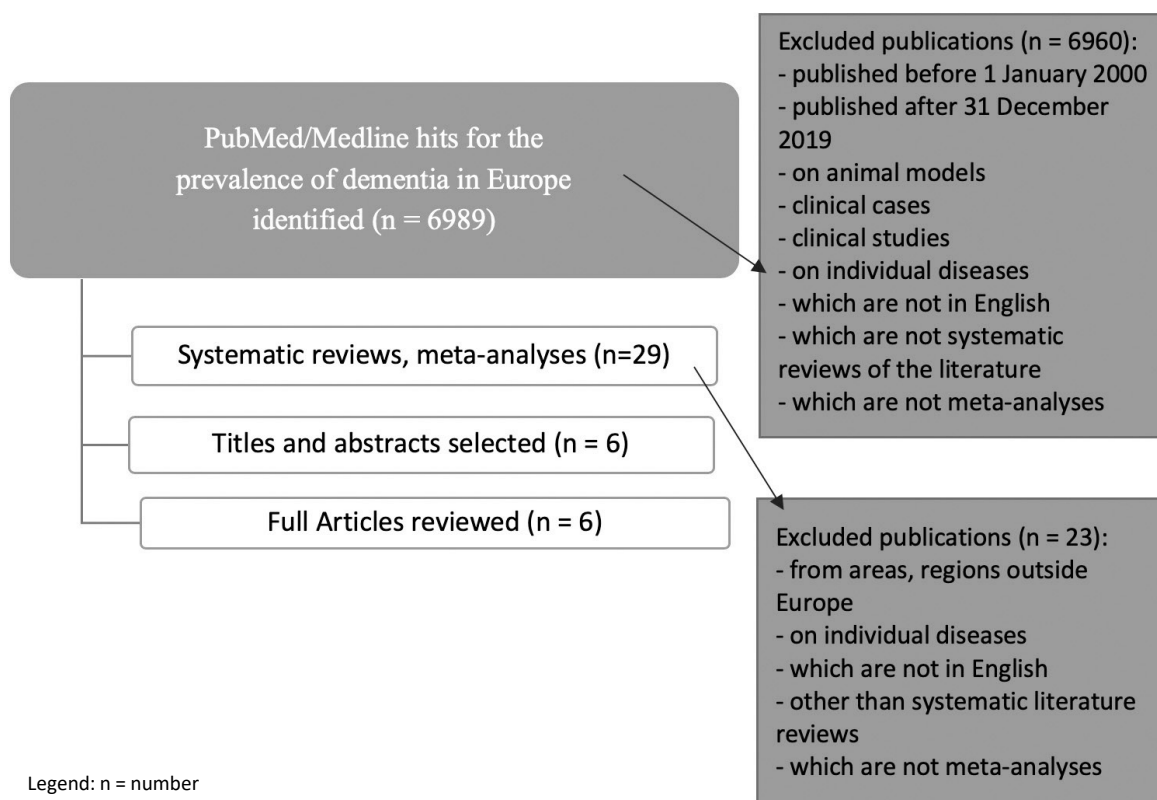 PubMed/Medline hits for the
prevalence of dementia in Europe
identified (n = 6989)
Excluded publications (n = 6960):
- published before 1 January 2000
- published after 31 December
2019
- on animal models
- clinical cases
- clinical studies
- on individual diseases
- which are not in English
- which are not systematic
reviews of the literature
- which are not meta-analyses
Systematic reviews, meta-analyses (n=29)
Titles and abstracts selected (n = 6)
Full Articles reviewed (n = 6)
Excluded publications (n = 23):
- from areas, regions outside
Europe
- on individual diseases
- which are not in English
- other than systematic literature
reviews
- which are not meta-analyses
Legend: n = number